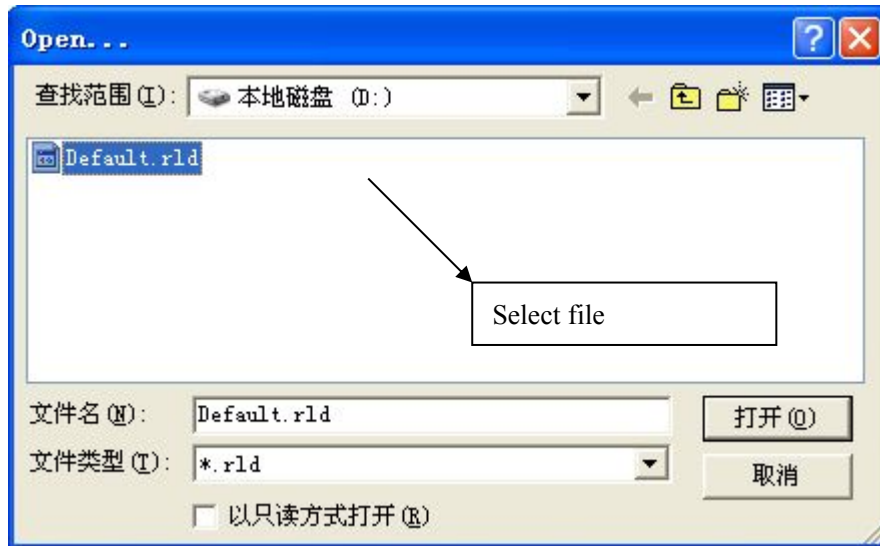 Open...
查找范围(I): 本地磁盘 (D:)
Default.rld
Select file
文件名(N): Default.rld 打开(O)
文件类型(T): *.rld 取消
以只读方式打开(R)